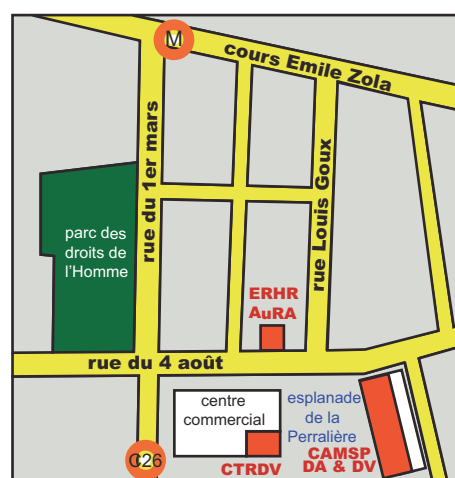 M
cours Emile Zola
rue du 1er mars
rue Louis Goux
parc des
droits de
l'Homme
ERHR
AuRA
rue du 4 août
centre
commercial
esplanade
de la
Perralière
CTRDV
CAMSP
DA & DV
C26